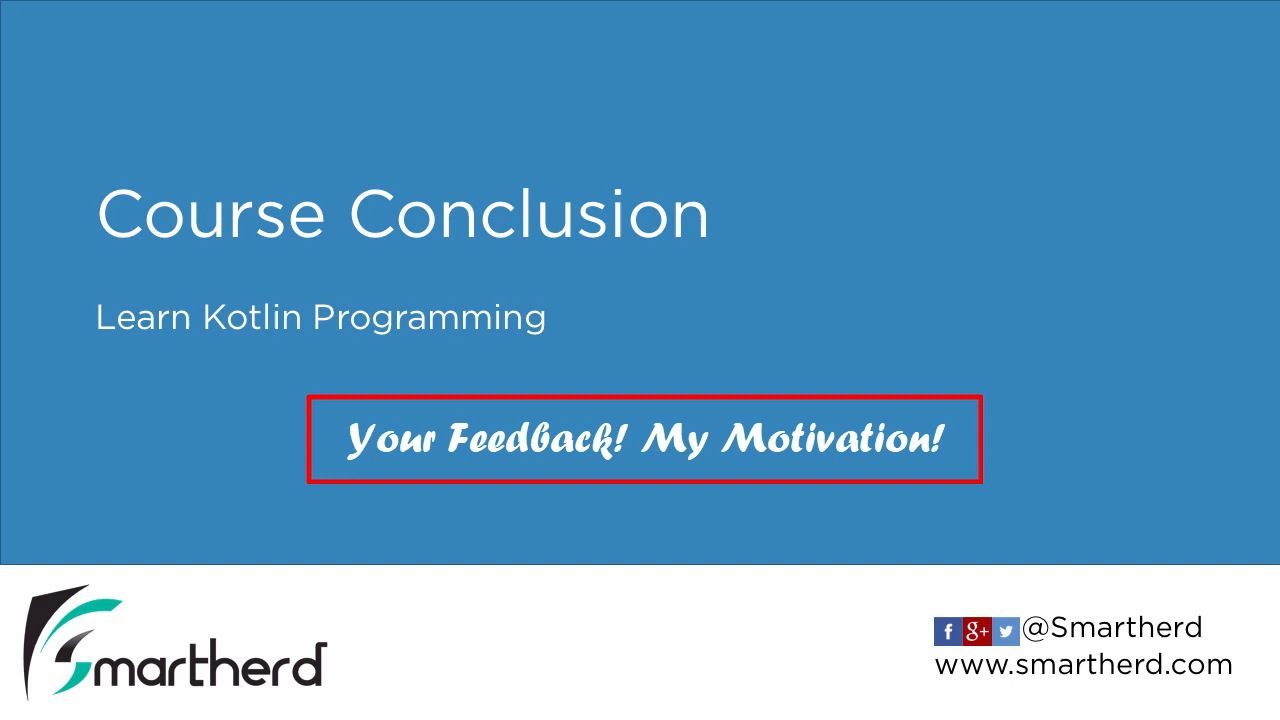 Course Conclusion
Learn Kotlin Programming
Your Feedback! My Motivation!
Smartherd
f g+ @Smartherd
www.smartherd.com